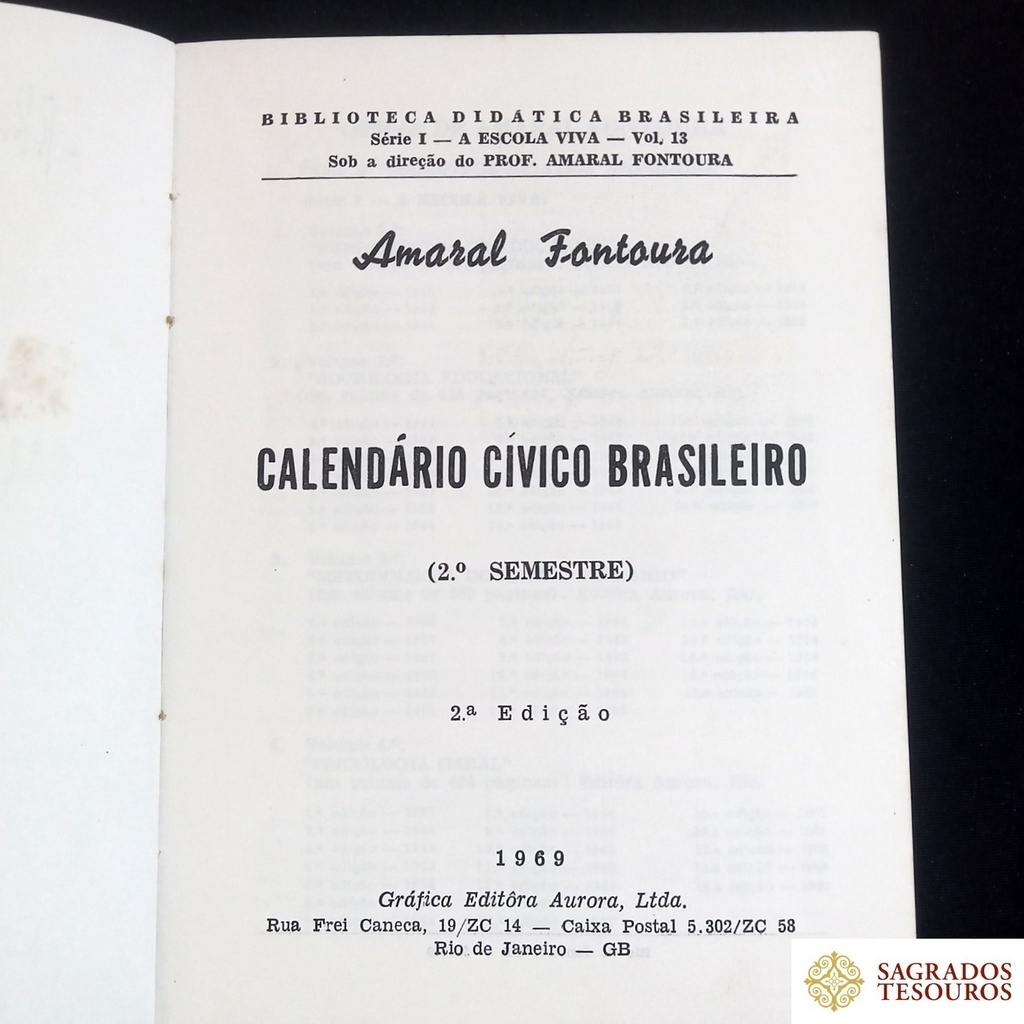 BIBLIOTECA DIDÁTICA BRASILEIRA
Série I — A ESCOLA VIVA — Vol. 13
Sob a direção do PROF. AMARAL FONTOURA
Amaral Fontoura
CALENDÁRIO CÍVICO BRASILEIRO
(2.º SEMESTRE)
2.ª Edição
1969
Gráfica Editôra Aurora, Ltda.
Rua Frei Caneca, 19/ZC 14 — Caixa Postal 5.302/ZC 58
Rio de Janeiro — GB
SAGRADOS
TESOUROS